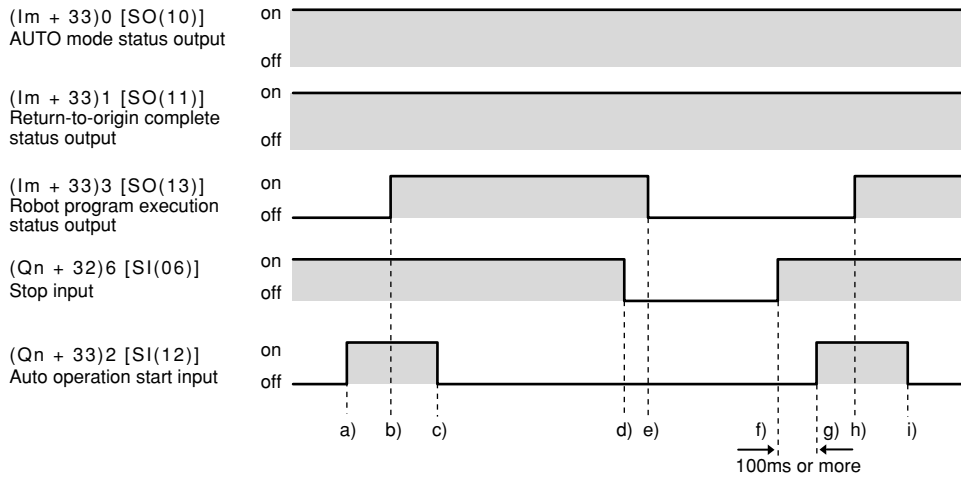 (Im + 33)0 [SO(10)]
AUTO mode status output
on
off
(Im + 33)1 [SO(11)]
Return-to-origin complete
status output
on
off
(Im + 33)3 [SO(13)]
Robot program execution
status output
on
off
(Qn + 32)6 [SI(06)]
Stop input
on
off
(Qn + 33)2 [SI(12)]
Auto operation start input
on
off
a) b) c) d) e) f) g) h) i)
100ms or more